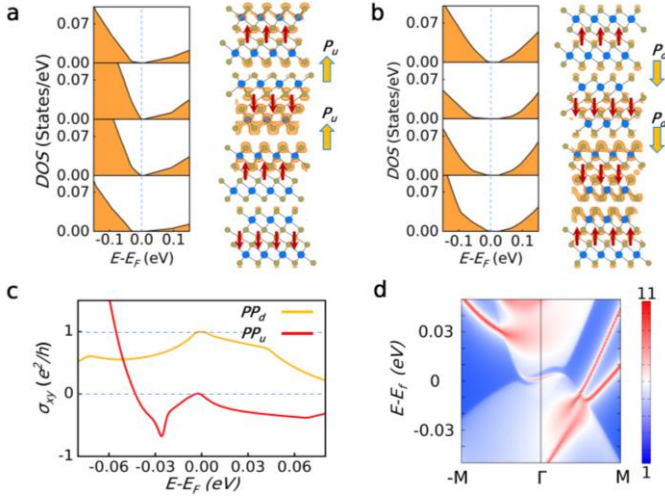 a
b
DOS (States/eV)
0.07
0.00
0.07
0.00
0.07
0.00
0.07
0.00
-0.1 0.0 0.1
E-E_F (eV)
P_u
P_u
DOS (States/eV)
0.07
0.00
0.07
0.00
0.07
0.00
0.07
0.00
-0.1 0.0 0.1
E-E_F (eV)
P_d
P_d
c
PP_d
PP_u
σ_xy (e²/h)
1
0
-1
-0.06 -0.03 0.00 0.03 0.06
E-E_F (eV)
d
E-E_f (eV)
0.05
0
-0.05
-M Γ M
11
1